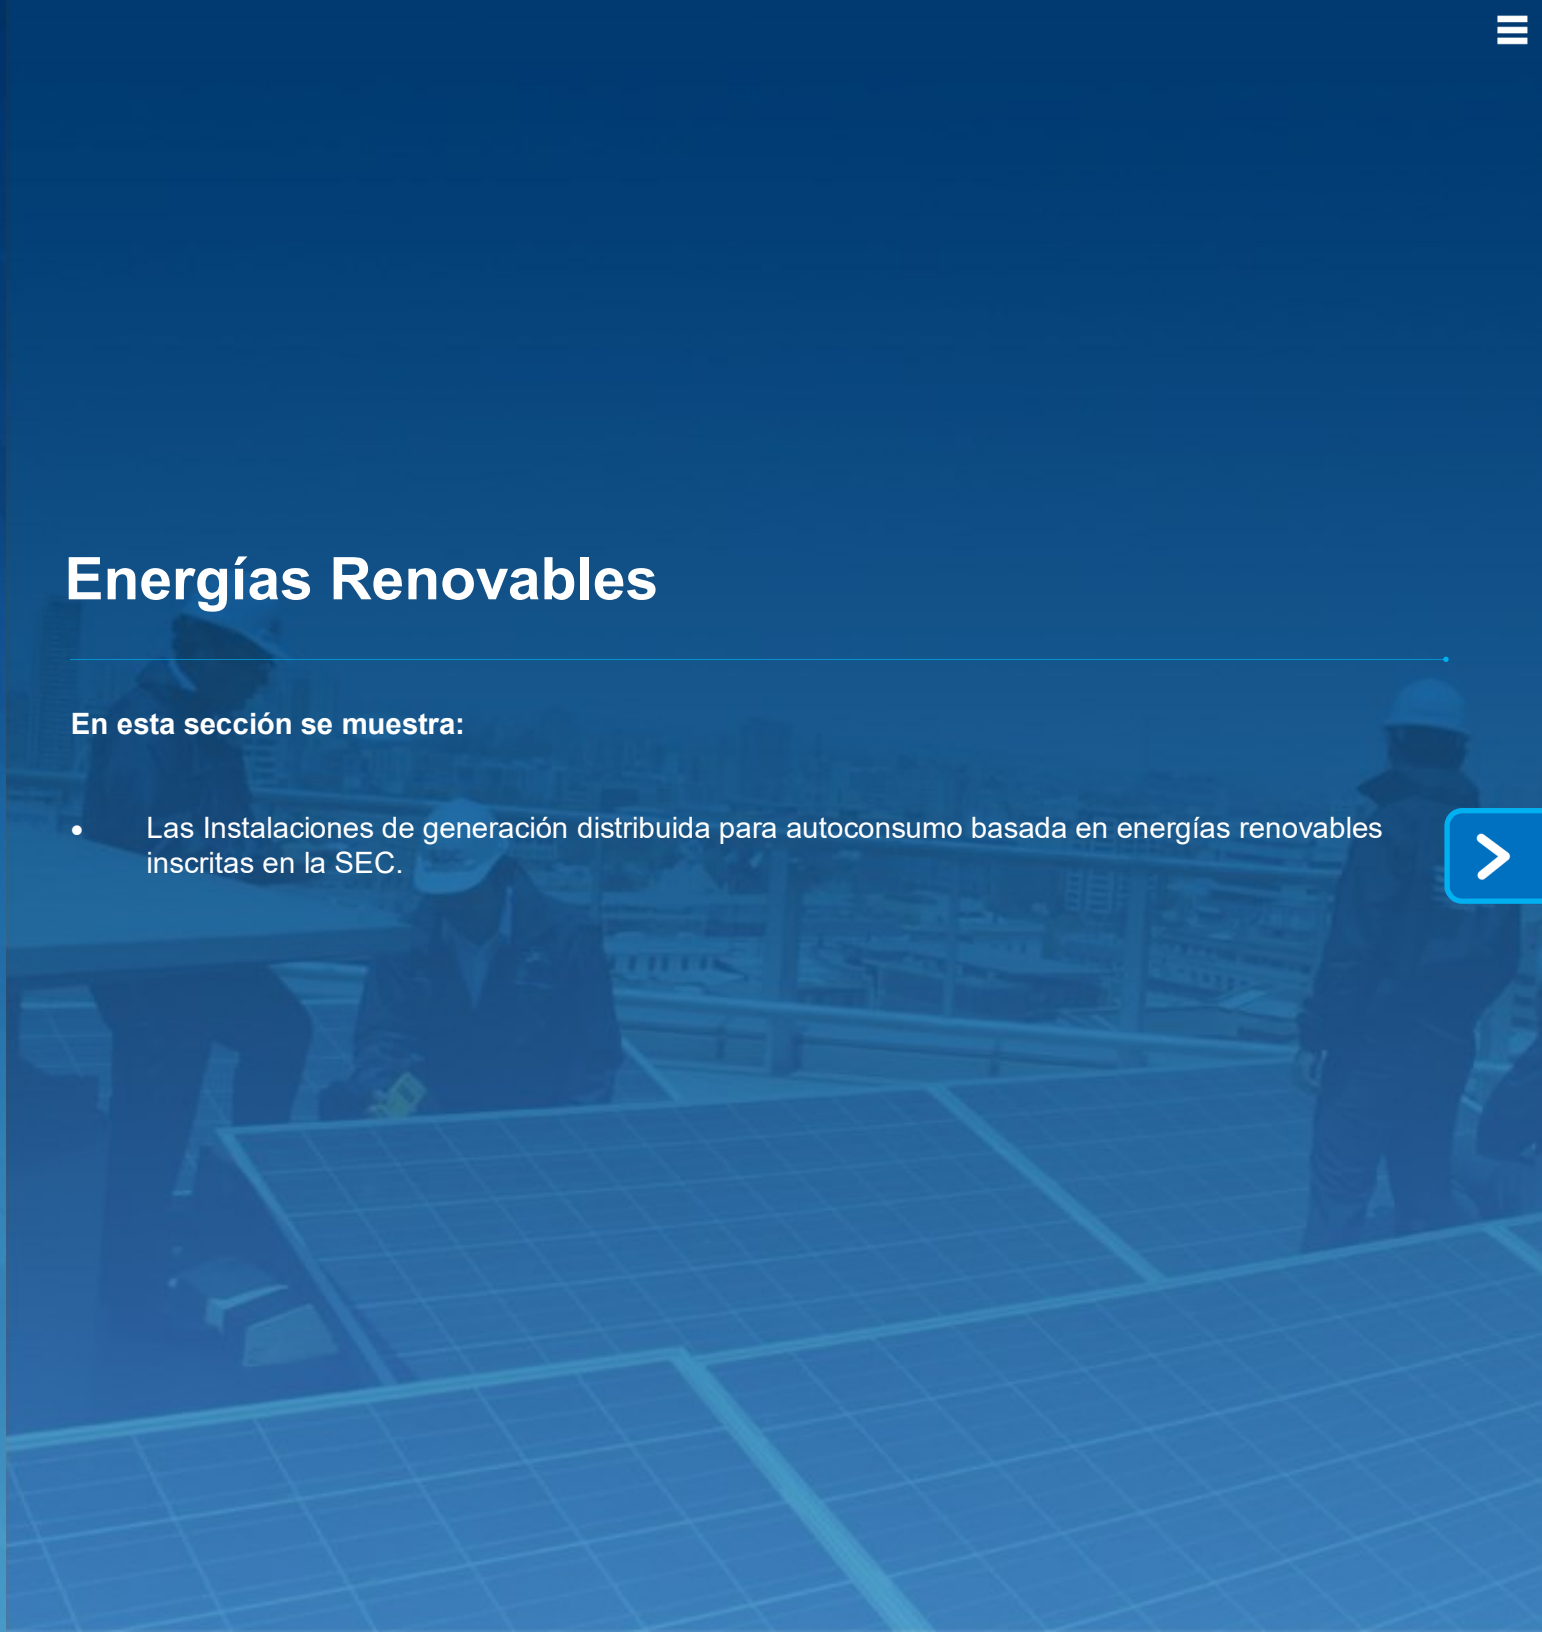 Energías Renovables
En esta sección se muestra:
• Las Instalaciones de generación distribuida para autoconsumo basada en energías renovables
inscritas en la SEC.